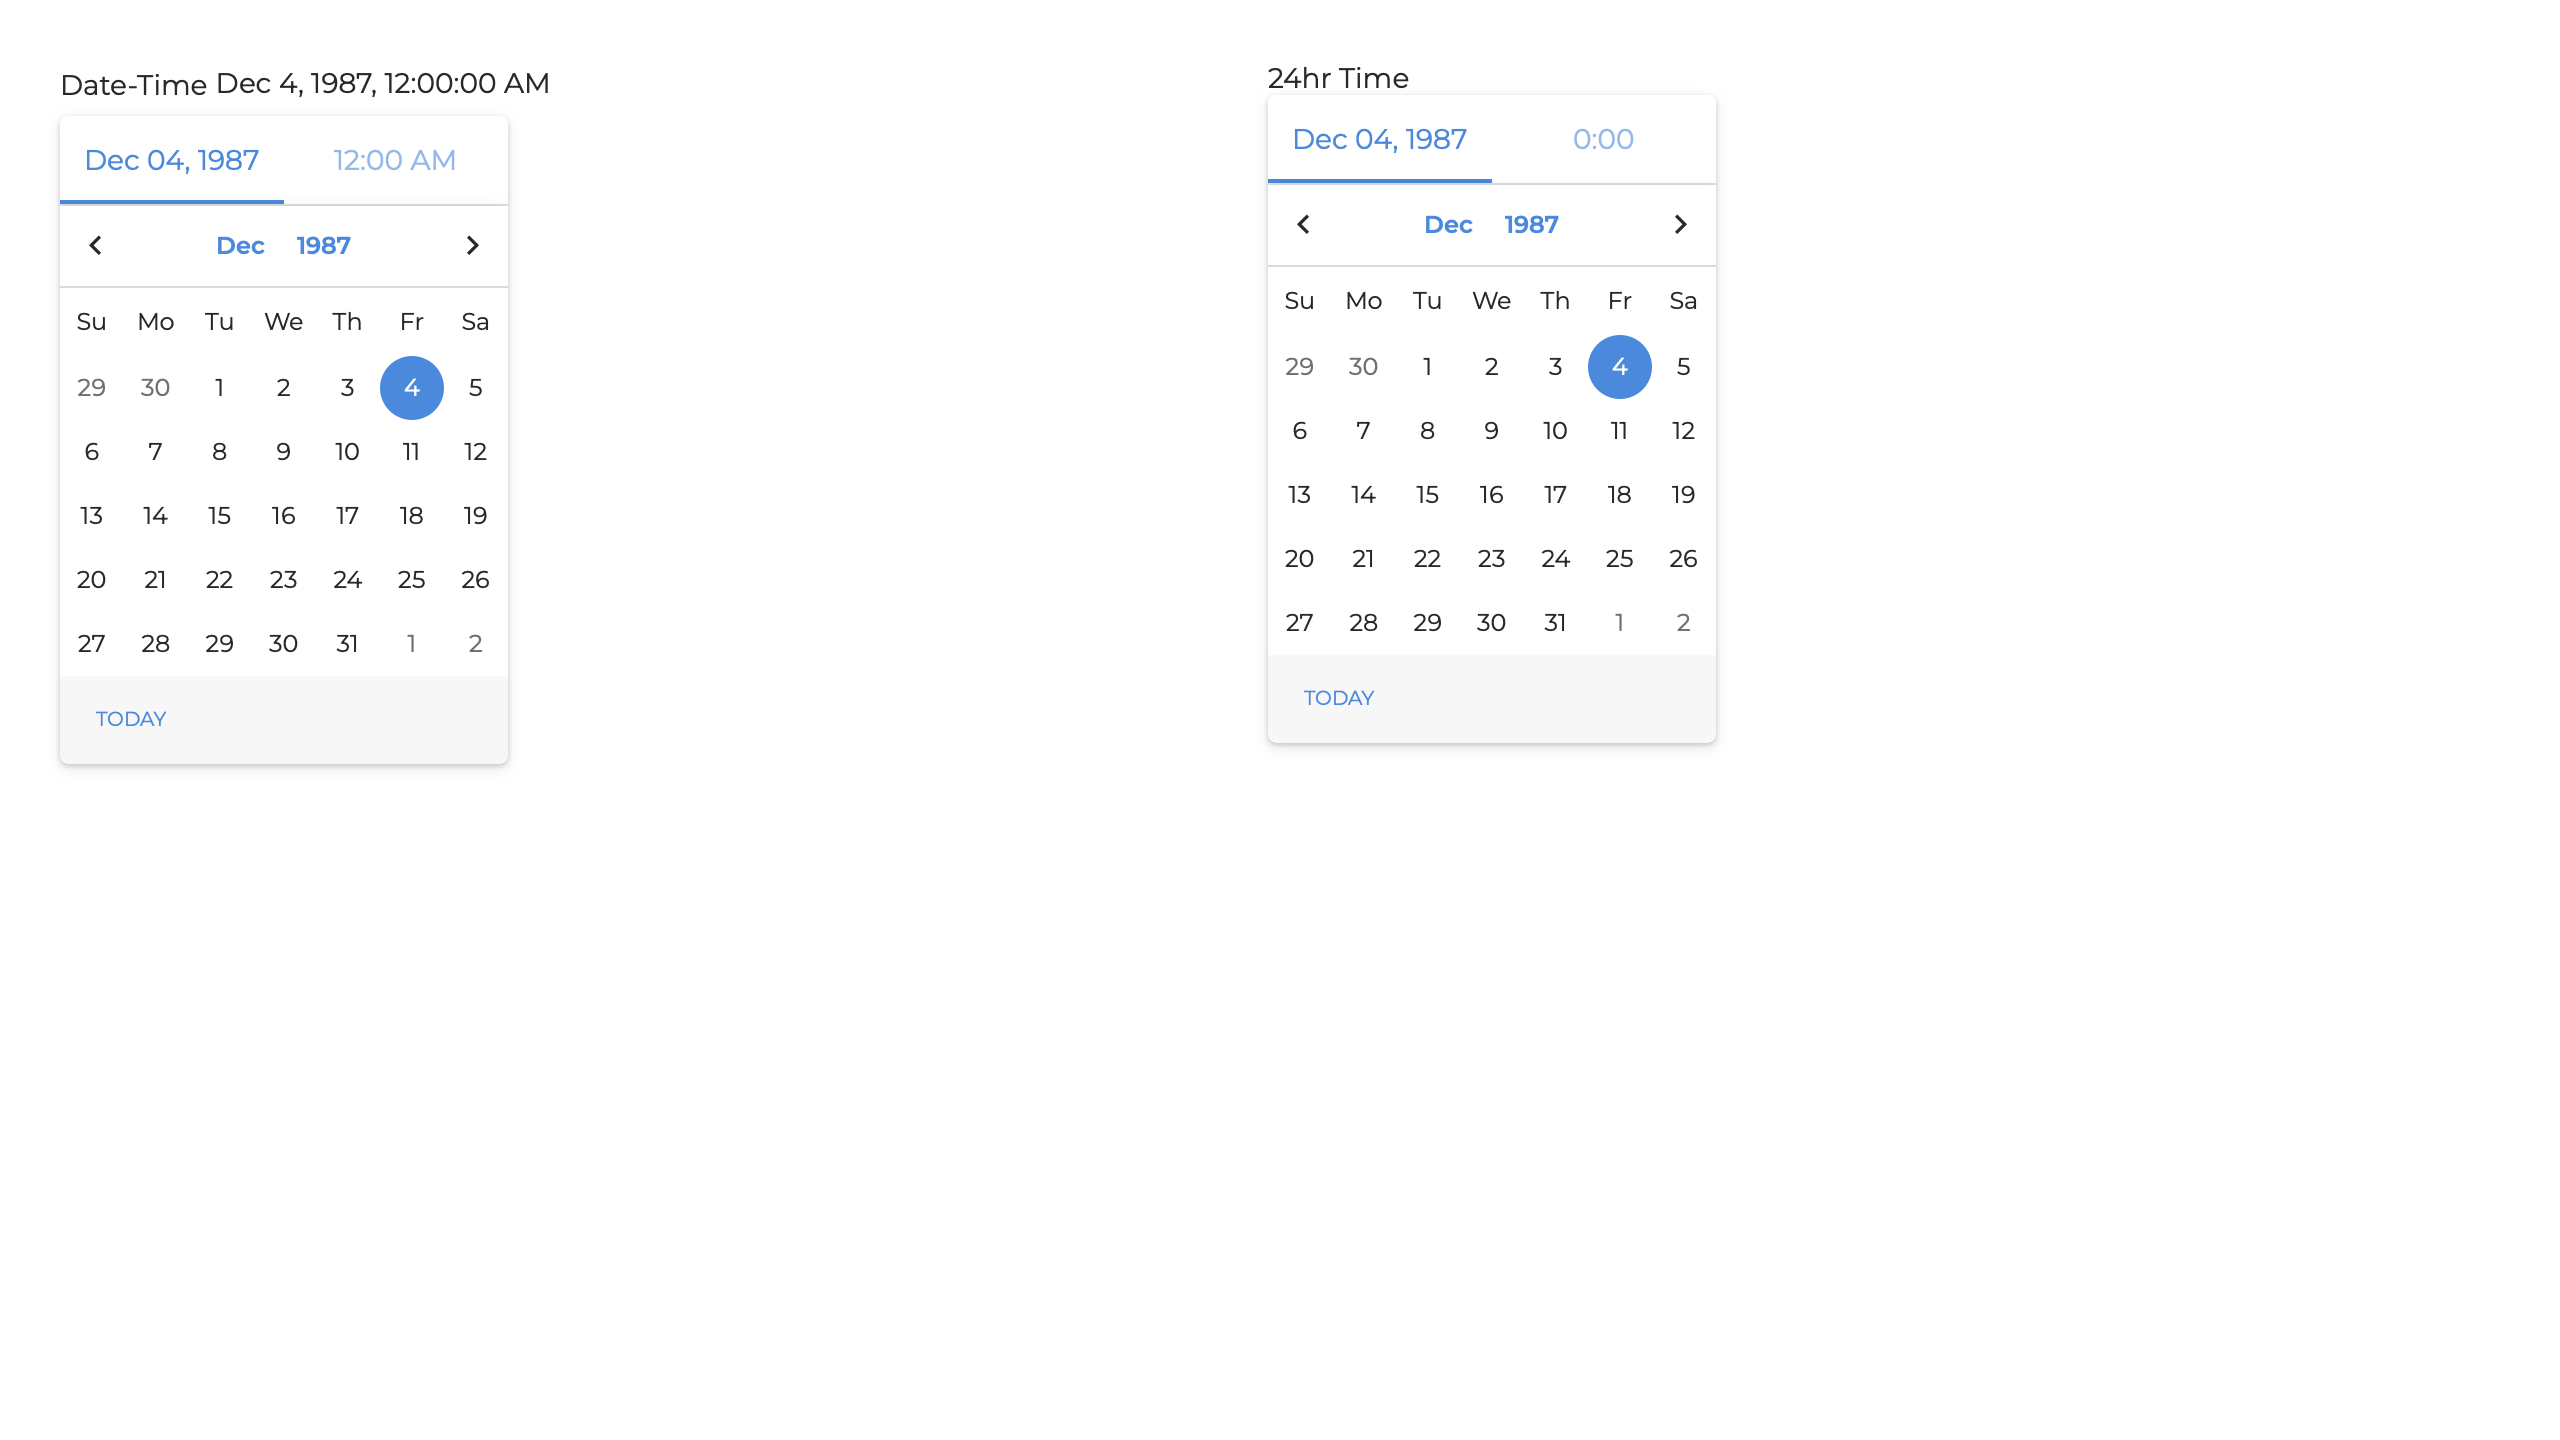 Date-Time Dec 4, 1987, 12:00:00 AM
Dec 04, 1987 12:00 AM
Dec 1987
Su Mo Tu We Th Fr Sa
29 30 1 2 3 4 5
6 7 8 9 10 11 12
13 14 15 16 17 18 19
20 21 22 23 24 25 26
27 28 29 30 31 1 2
TODAY
24hr Time
Dec 04, 1987 0:00
Dec 1987
Su Mo Tu We Th Fr Sa
29 30 1 2 3 4 5
6 7 8 9 10 11 12
13 14 15 16 17 18 19
20 21 22 23 24 25 26
27 28 29 30 31 1 2
TODAY